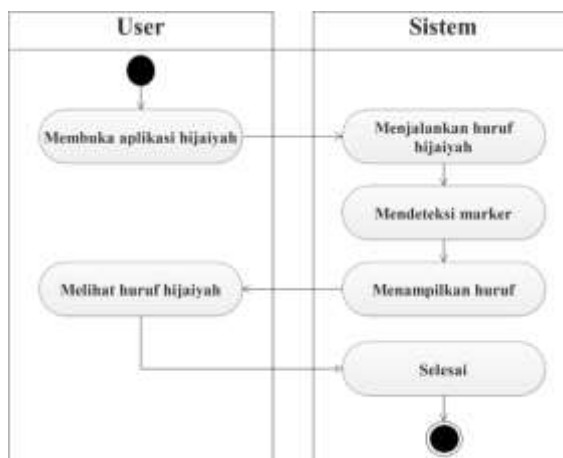 User
Sistem
Membuka aplikasi hijaiyah
Menjalankan huruf
hijaiyah
Mendeteksi marker
Melihat huruf hijaiyah
Menampilkan huruf
Selesai